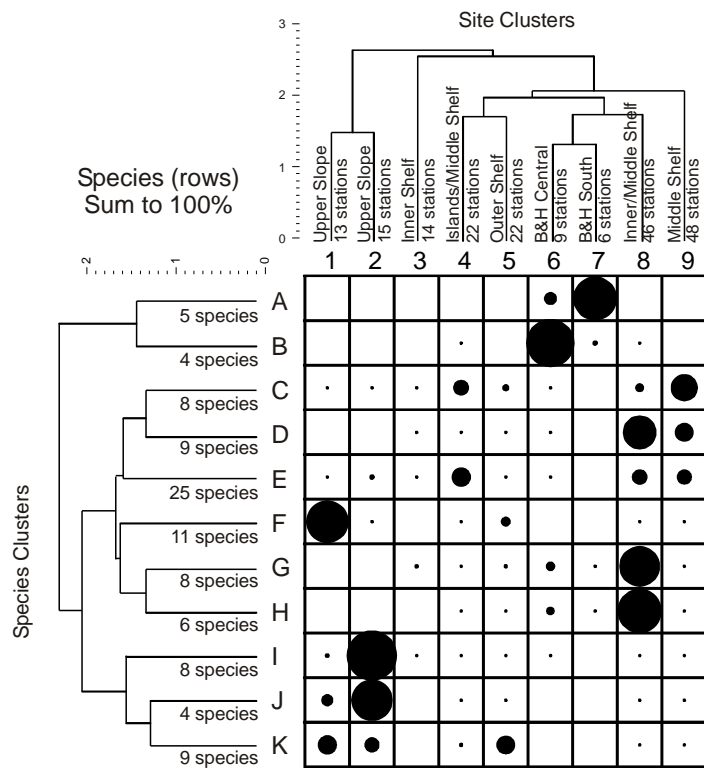 Site Clusters
3
2
1
0
Upper Slope
13 stations
Upper Slope
15 stations
Inner Shelf
14 stations
Islands/Middle Shelf
22 stations
Outer Shelf
22 stations
B&H Central
9 stations
B&H South
6 stations
Inner/Middle Shelf
46 stations
Middle Shelf
48 stations
Species (rows)
Sum to 100%
2 1 0
1 2 3 4 5 6 7 8 9
5 species A
4 species B
8 species C
9 species D
25 species E
11 species F
8 species G
6 species H
8 species I
4 species J
9 species K
Species Clusters